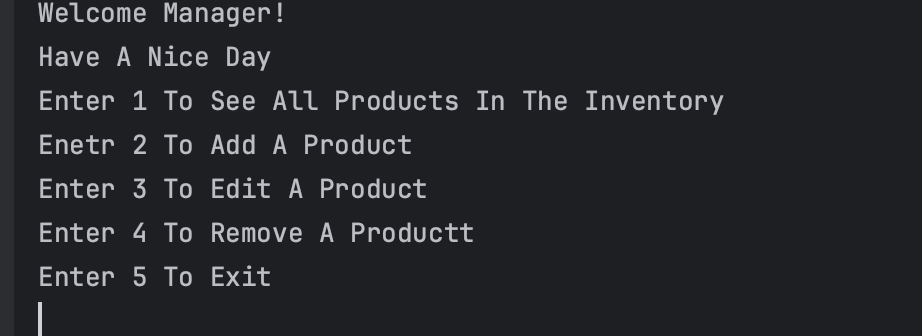 Welcome Manager!
Have A Nice Day
Enter 1 To See All Products In The Inventory
Enetr 2 To Add A Product
Enter 3 To Edit A Product
Enter 4 To Remove A Productt
Enter 5 To Exit